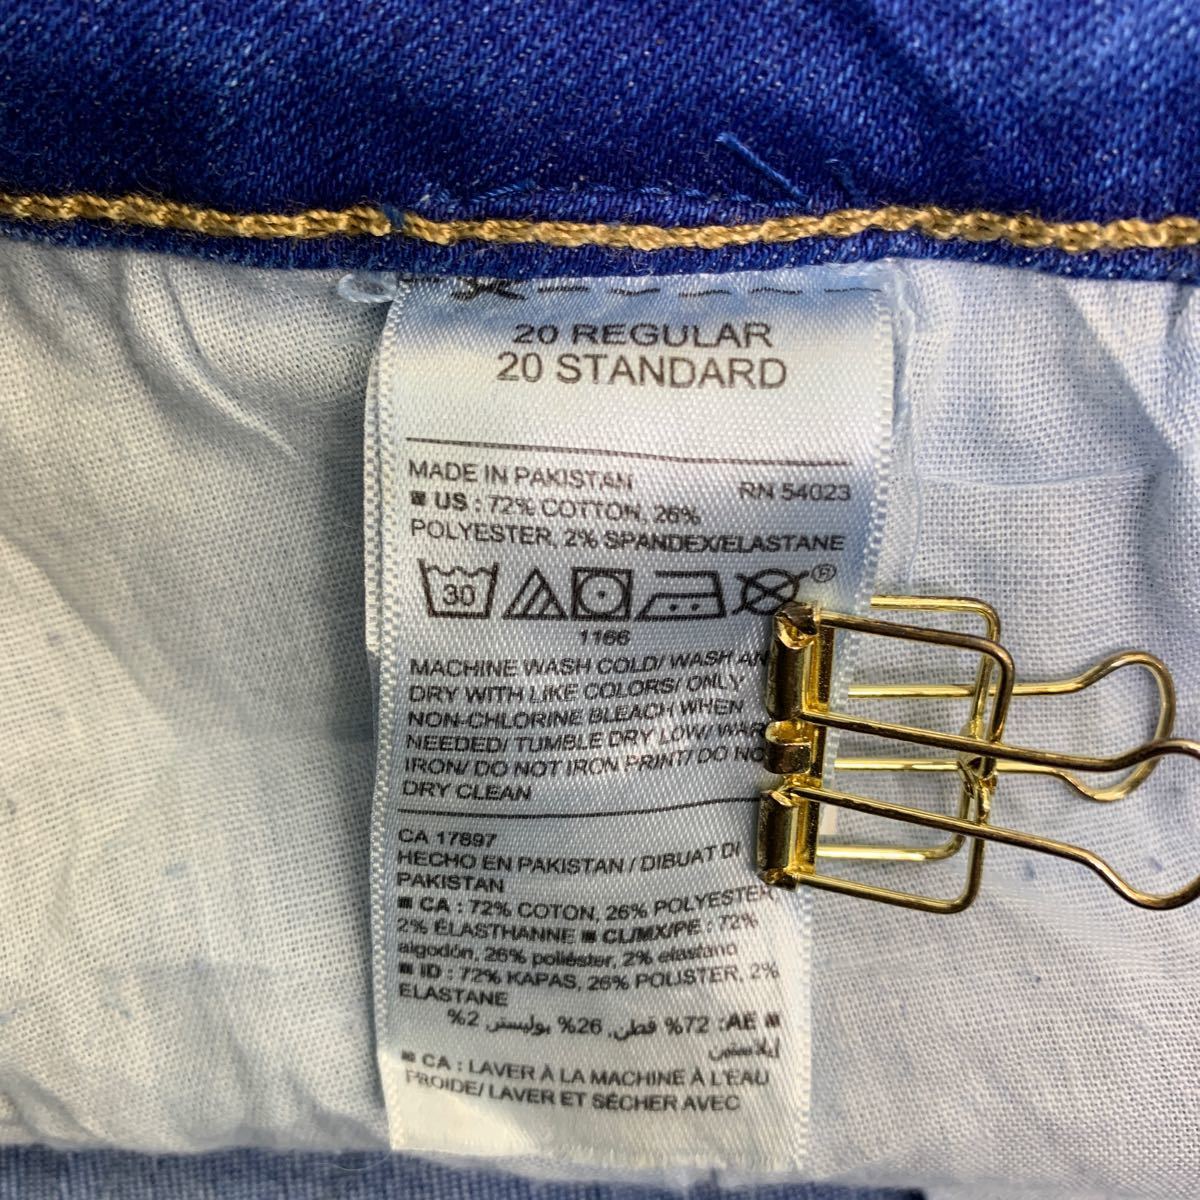 20 REGULAR
20 STANDARD
MADE IN PAKISTAN RN 54023
■ US : 72% COTTON, 26%
POLYESTER, 2% SPANDEX/ELASTANE
30 ®
1166
MACHINE WASH COLD/ WASH AN
DRY WITH LIKE COLORS/ ONLY
NON-CHLORINE BLEACH WHEN
NEEDED/ TUMBLE DRY LOW/ WAR
IRON/ DO NOT IRON PRINT/ DO NO
DRY CLEAN
CA 17897
HECHO EN PAKISTAN / DIBUAT DI
PAKISTAN
■ CA : 72% COTON, 26% POLYESTER,
2% ÉLASTHANNE ■ CL/MX/PE : 72%
algodón, 26% poliéster, 2% elastano
■ ID : 72% KAPAS, 26% POLISTER, 2%
ELASTANE
■ AE: 72% قطن, 26% بوليستر, 2%
إيلاستين
■ CA : LAVER À LA MACHINE À L'EAU
FROIDE/ LAVER ET SÉCHER AVEC